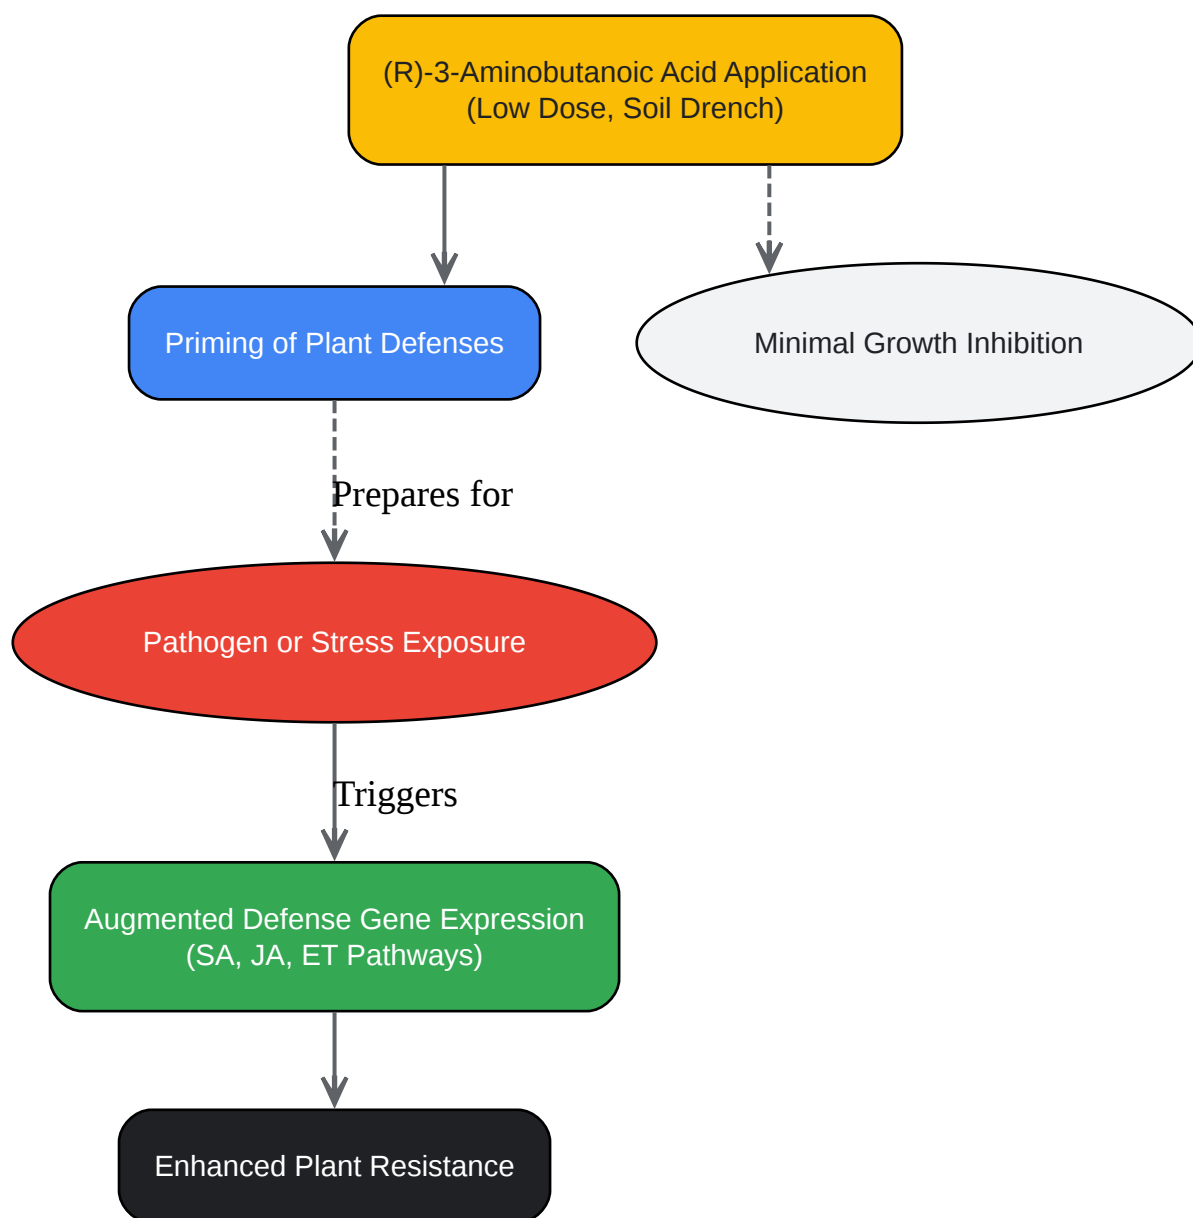 (R)-3-Aminobutanoic Acid Application
(Low Dose, Soil Drench)
Priming of Plant Defenses
Minimal Growth Inhibition
Prepares for
Pathogen or Stress Exposure
Triggers
Augmented Defense Gene Expression
(SA, JA, ET Pathways)
Enhanced Plant Resistance